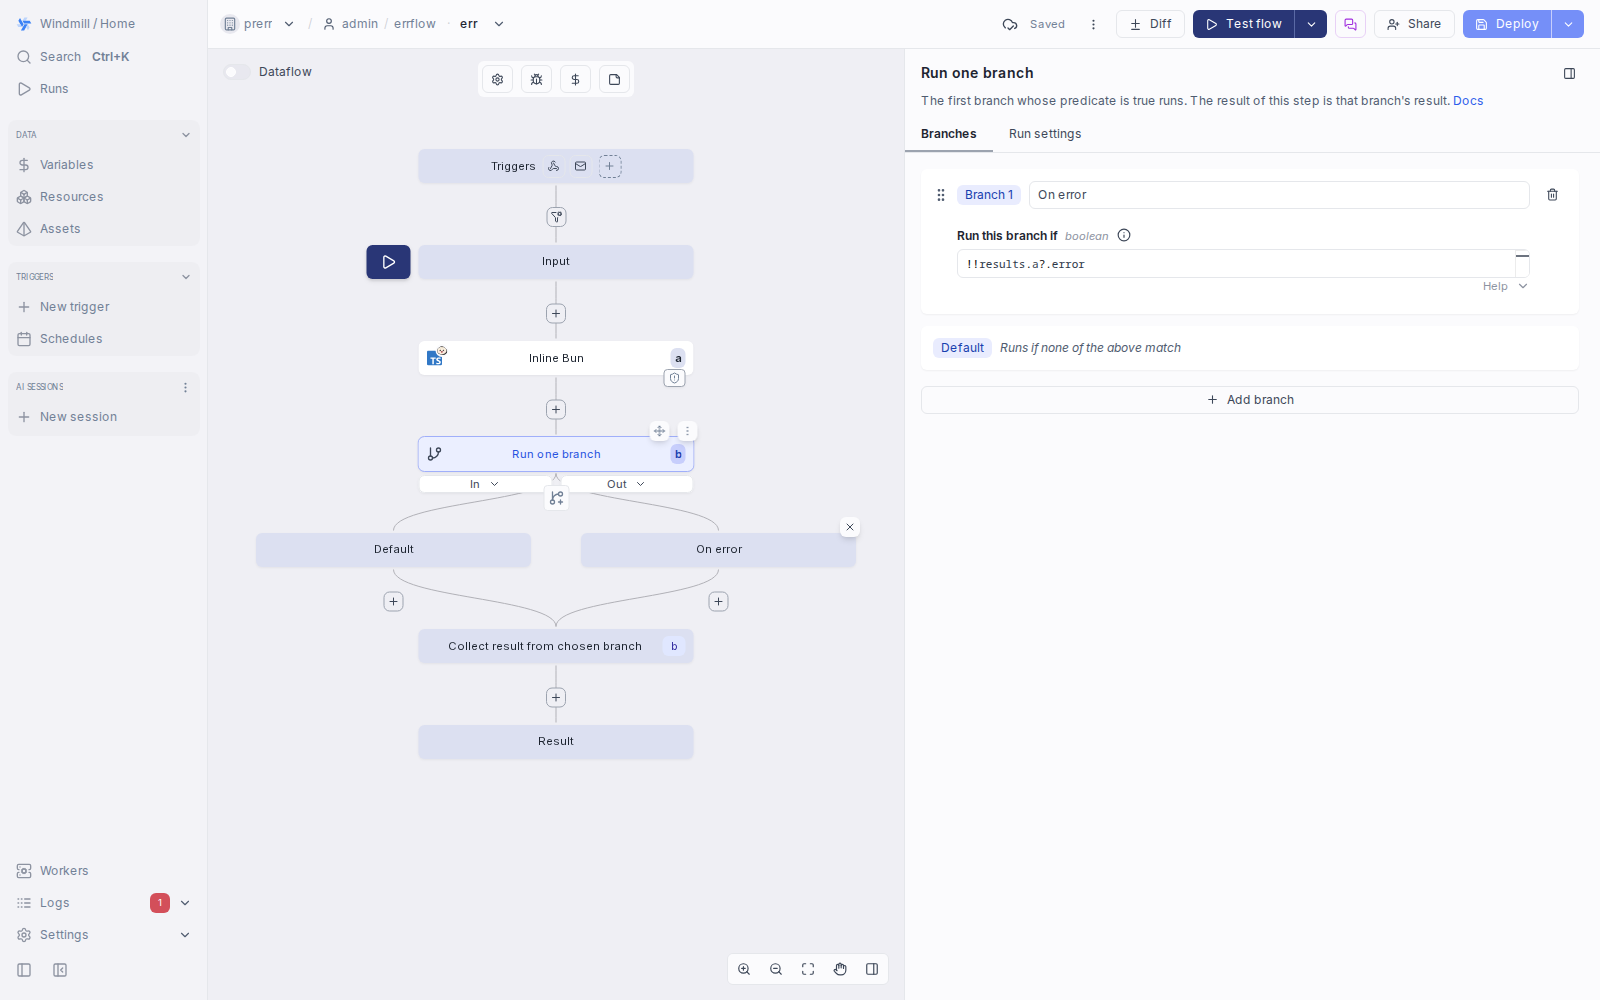 Windmill / Home
Search Ctrl+K
Runs
DATA
Variables
Resources
Assets
TRIGGERS
New trigger
Schedules
AI SESSIONS
New session
Workers
Logs 1
Settings
prerr / admin / errflow · err
Saved
Diff
Test flow
Share
Deploy
Dataflow
Triggers
Input
TS Inline Bun a
Run one branch b
In Out
Default On error
Collect result from chosen branch b
Result
Run one branch
The first branch whose predicate is true runs. The result of this step is that branch's result. Docs
Branches Run settings
Branch 1 On error
Run this branch if boolean
!!results.a?.error
Help
Default Runs if none of the above match
Add branch